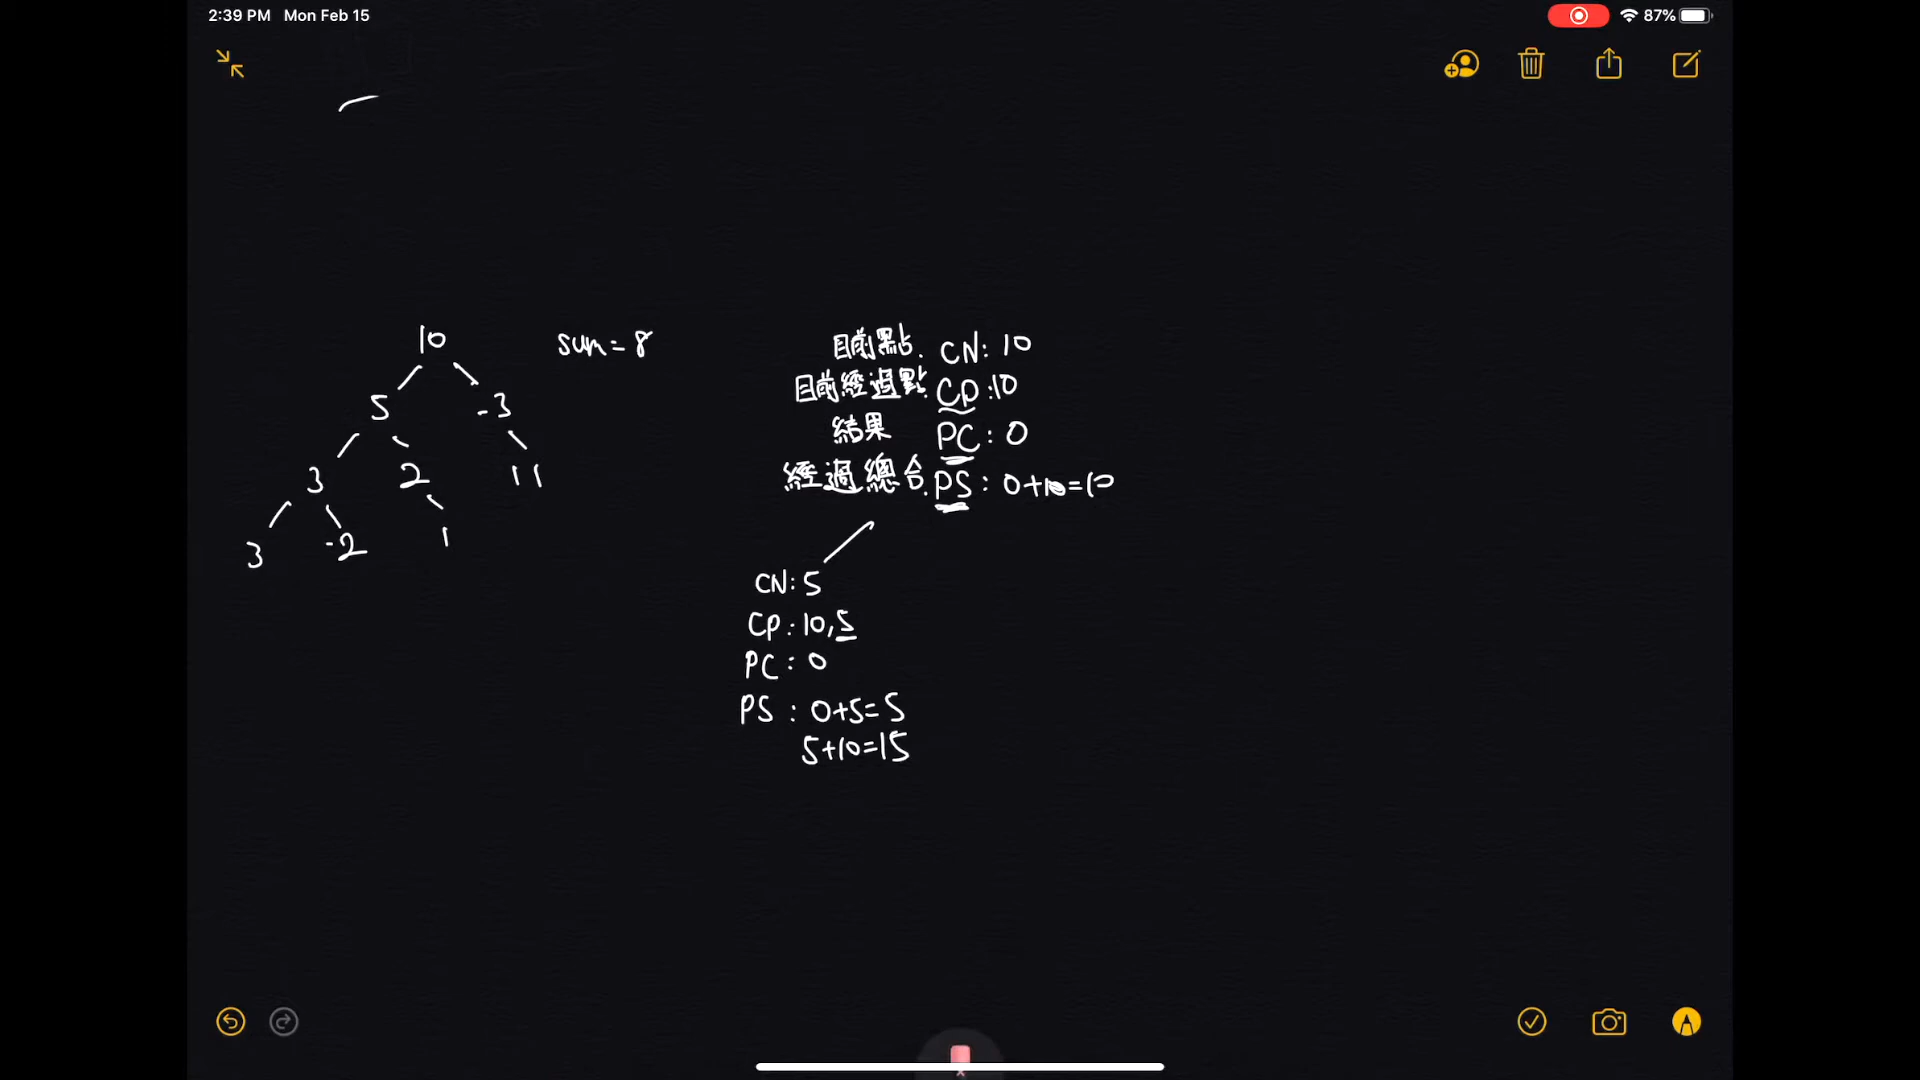 2:39 PM Mon Feb 15
87%
10
sum = 8
5 -3
3 2 11
3 -2 1
目前點. CN: 10
目前經過點. CP: 10
結果 PC: 0
經過總合. PS: 0+10=10
CN: 5
CP: 10,5
PC: 0
PS: 0+5=5
5+10=15